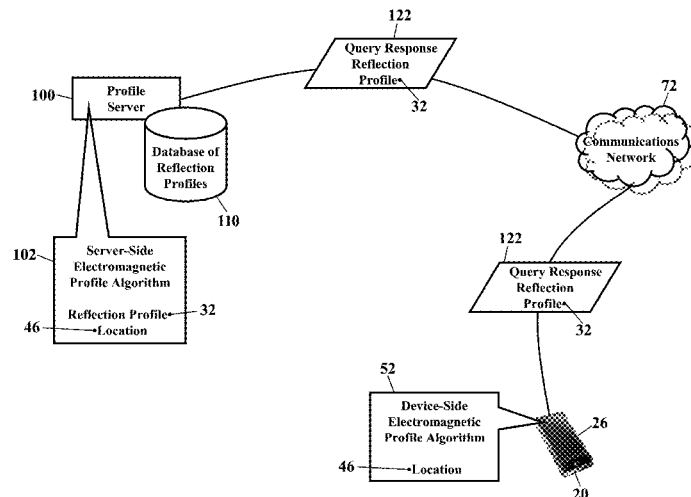 122
Query Response
Reflection
Profile•
32
72
100
Profile
Server
Communications
Network
Database of
Reflection
Profiles
110
102
Server-Side
Electromagnetic
Profile Algorithm
Reflection Profile•
32
46
•Location
122
Query Response
Reflection
Profile•
32
52
Device-Side
Electromagnetic
Profile Algorithm
46
•Location
26
20